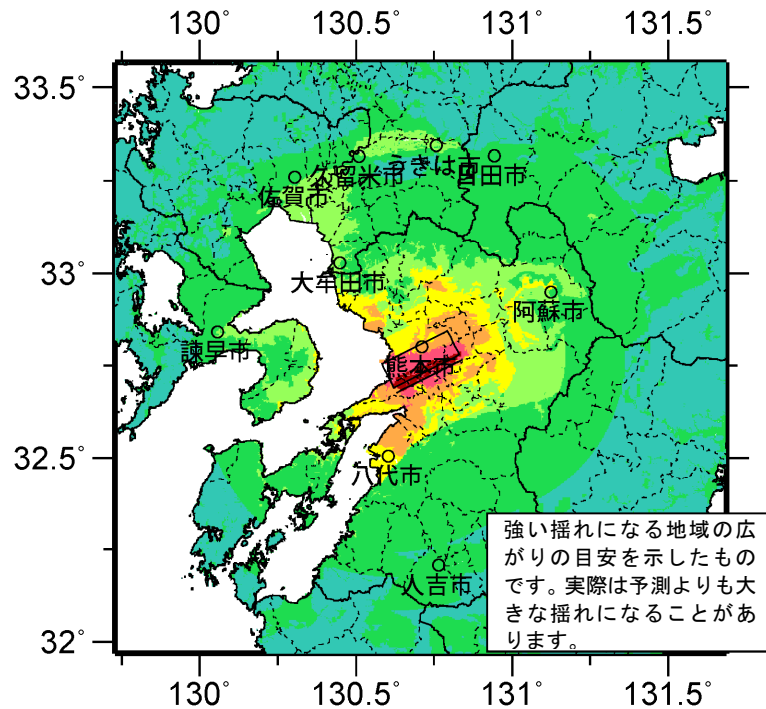 130° 130.5° 131° 131.5°
33.5°
うきは市
久留米市
日田市
佐賀市
33°
大牟田市
阿蘇市
諫早市
熊本市
32.5°
八代市
強い揺れになる地域の広
がりの目安を示したもの
です。実際は予測よりも大
きな揺れになることがあ
ります。
人吉市
32°
130° 130.5° 131° 131.5°